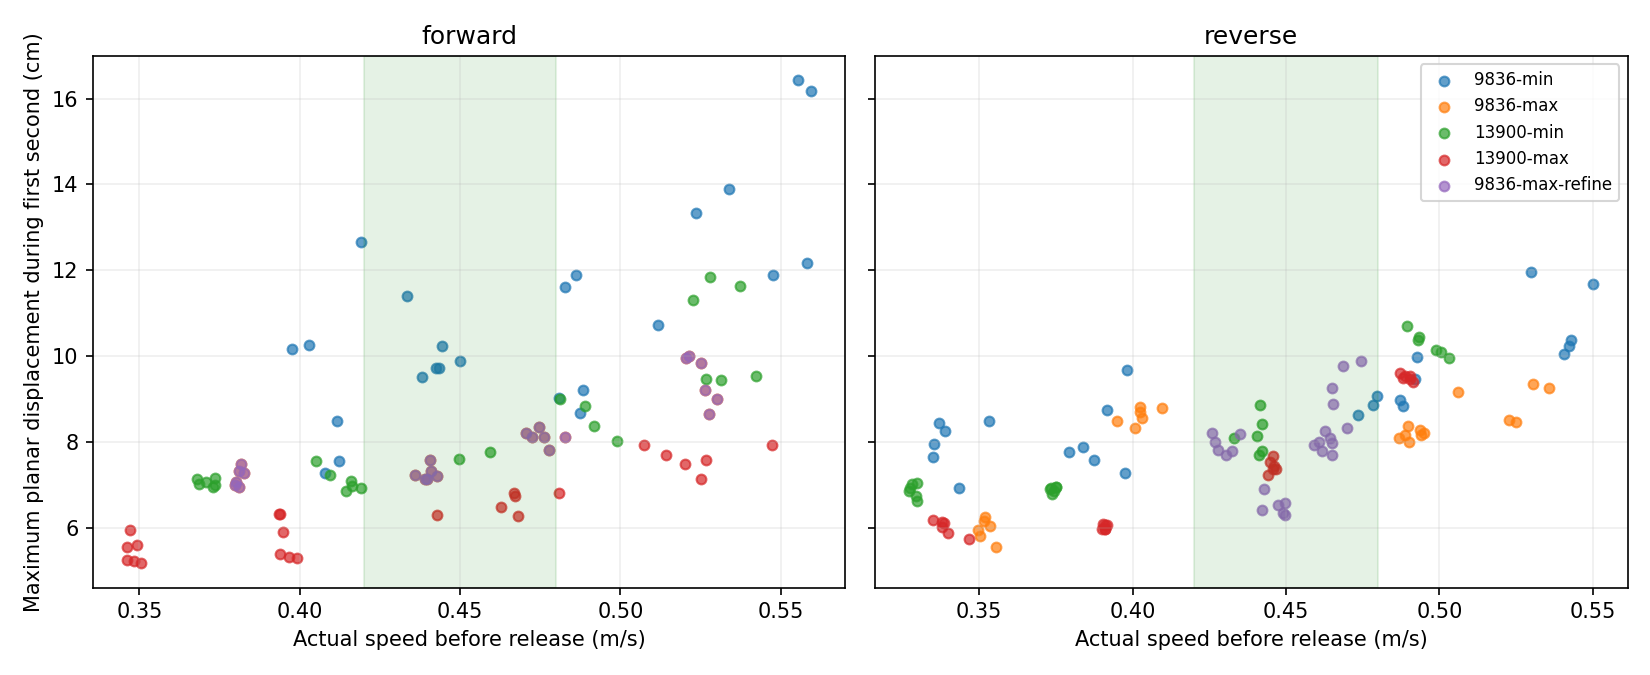 forward
reverse
Maximum planar displacement during first second (cm)
16
14
12
10
8
6
0.35 0.40 0.45 0.50 0.55
Actual speed before release (m/s)
9836-min
9836-max
13900-min
13900-max
9836-max-refine
0.35 0.40 0.45 0.50 0.55
Actual speed before release (m/s)